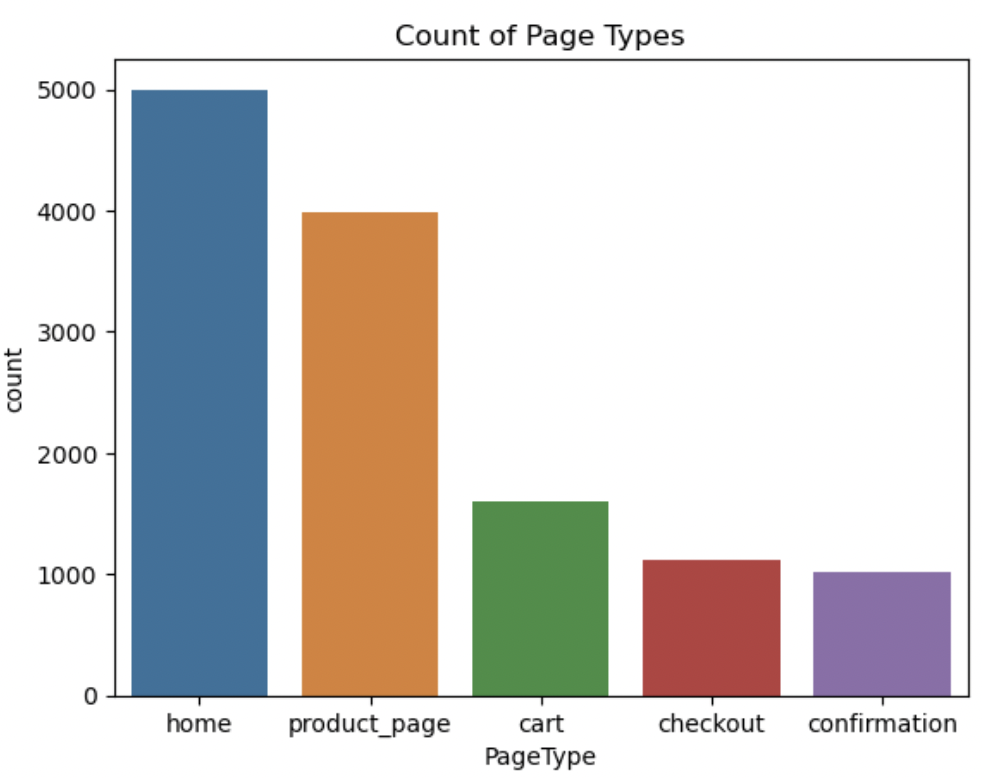 Count of Page Types
5000
4000
3000
2000
1000
0
count
home product_page cart checkout confirmation
PageType